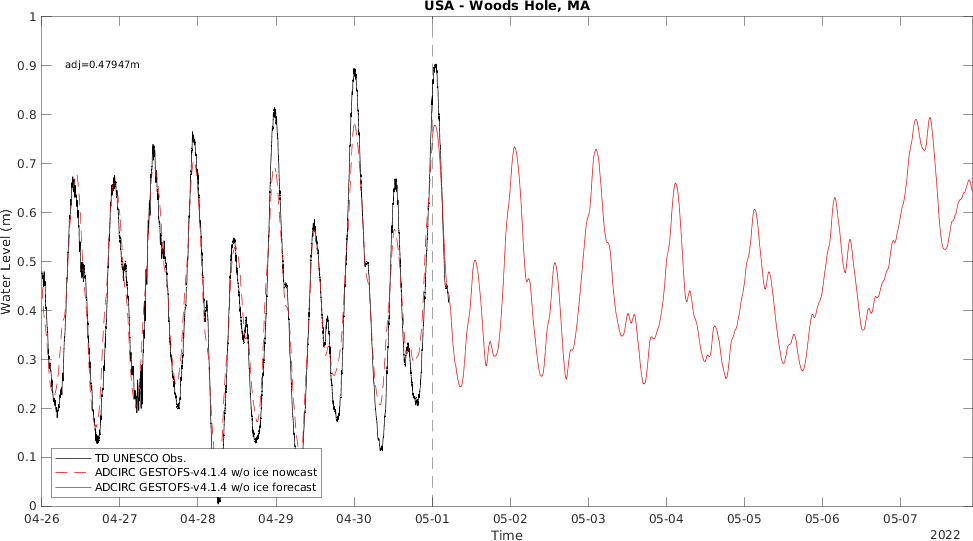 USA - Woods Hole, MA
1
0.9
0.8
0.7
0.6
0.5
0.4
0.3
0.2
0.1
0
Water Level (m)
adj=0.47947m
TD UNESCO Obs.
ADCIRC GESTOFS-v4.1.4 w/o ice nowcast
ADCIRC GESTOFS-v4.1.4 w/o ice forecast
04-26 04-27 04-28 04-29 04-30 05-01 05-02 05-03 05-04 05-05 05-06 05-07
Time
2022